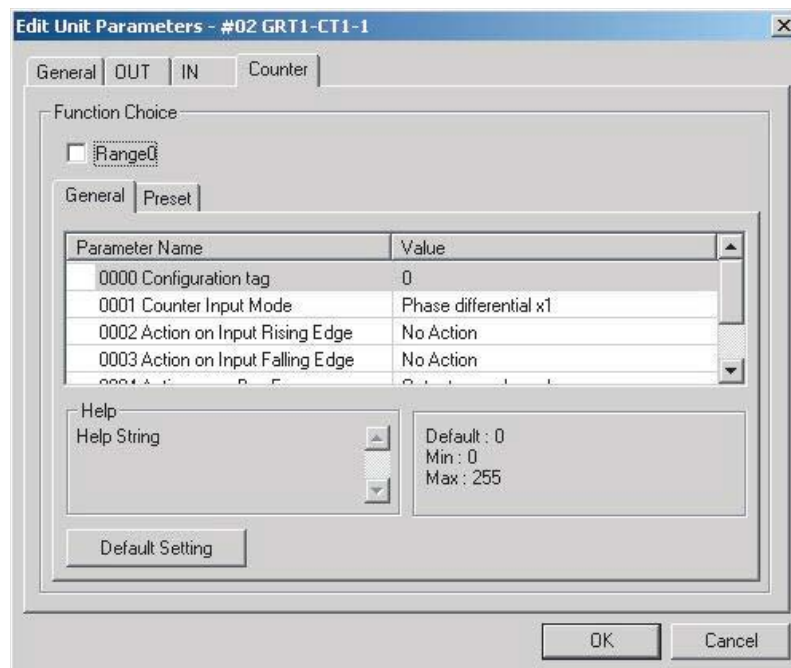 Edit Unit Parameters - #02 GRT1-CT1-1
General OUT IN Counter
Function Choice
Range0
General Preset
Parameter Name Value
0000 Configuration tag 0
0001 Counter Input Mode Phase differential x1
0002 Action on Input Rising Edge No Action
0003 Action on Input Falling Edge No Action
Help
Help String
Default : 0
Min : 0
Max : 255
Default Setting
OK Cancel